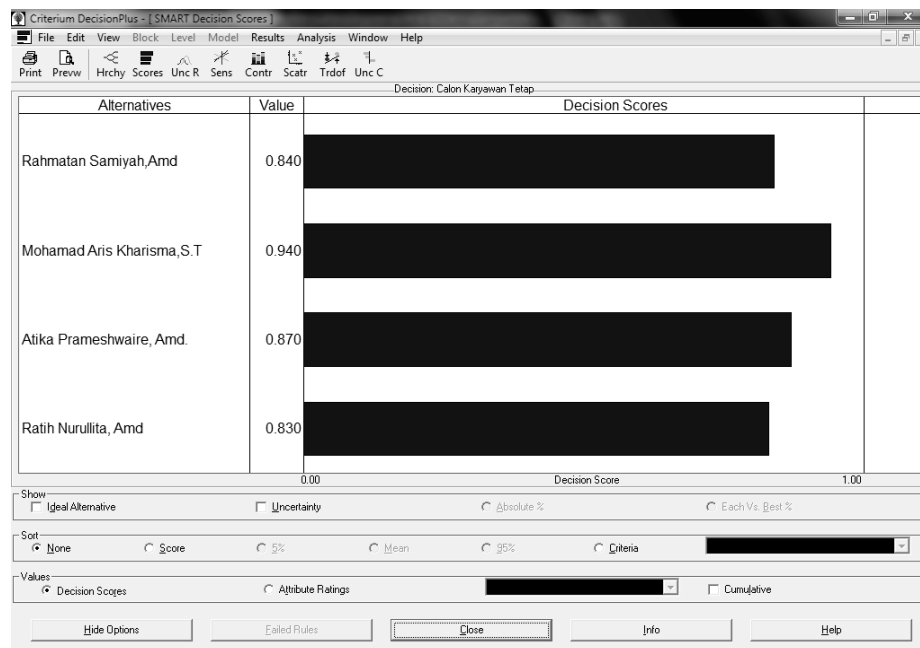 Criterium DecisionPlus - [ SMART Decision Scores ]
File Edit View Block Level Model Results Analysis Window Help
Print Prevw Hrchy Scores Unc R Sens Contr Scatr Trdof Unc C
Decision: Calon Karyawan Tetap
Alternatives Value Decision Scores
Rahmatan Samiyah,Amd 0.840
Mohamad Aris Kharisma,S.T 0.940
Atika Prameshwaire, Amd. 0.870
Ratih Nurullita, Amd 0.830
0.00 Decision Score 1.00
Show
Ideal Alternative Uncertainty Absolute % Each Vs. Best %
Sort
None Score 5% Mean 95% Criteria
Values
Decision Scores Attribute Ratings Cumulative
Hide Options Failed Rules Close Info Help